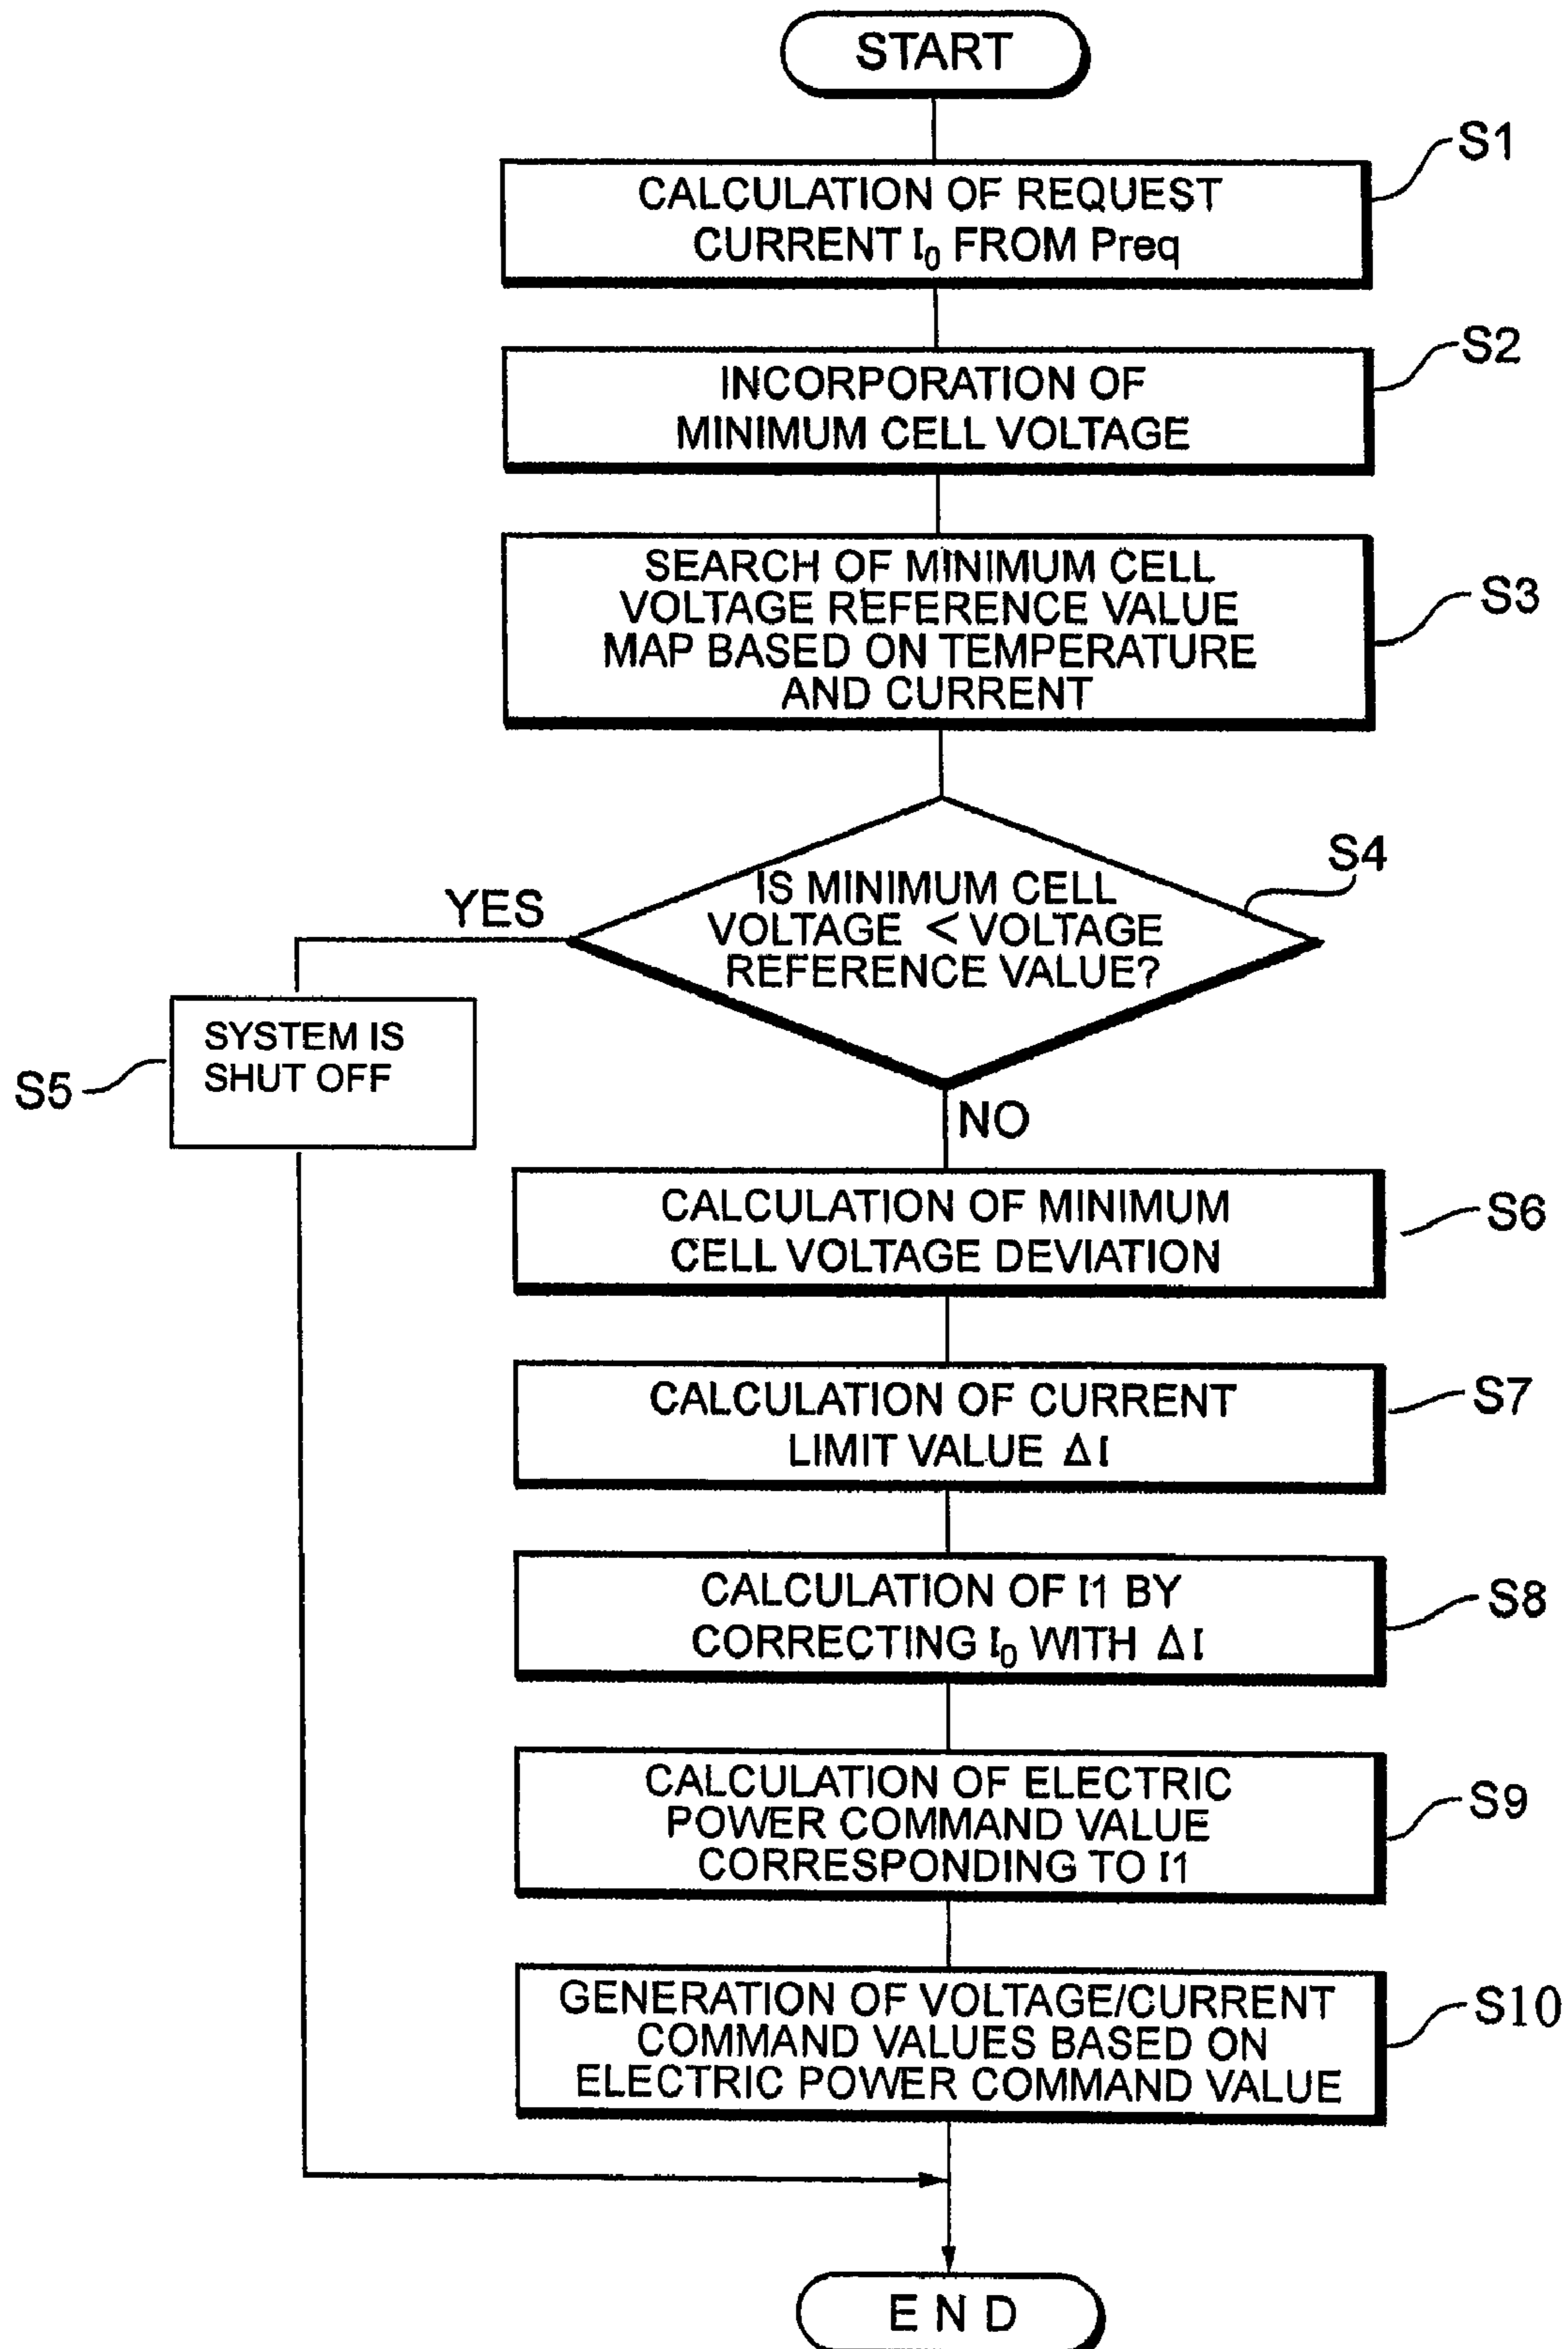 START
S1
CALCULATION OF REQUEST
CURRENT I₀ FROM Preq
S2
INCORPORATION OF
MINIMUM CELL VOLTAGE
S3
SEARCH OF MINIMUM CELL
VOLTAGE REFERENCE VALUE
MAP BASED ON TEMPERATURE
AND CURRENT
S4
IS MINIMUM CELL
VOLTAGE < VOLTAGE
REFERENCE VALUE?
YES
SYSTEM IS
SHUT OFF
S5
NO
S6
CALCULATION OF MINIMUM
CELL VOLTAGE DEVIATION
S7
CALCULATION OF CURRENT
LIMIT VALUE ΔI
S8
CALCULATION OF I1 BY
CORRECTING I₀ WITH ΔI
S9
CALCULATION OF ELECTRIC
POWER COMMAND VALUE
CORRESPONDING TO I1
S10
GENERATION OF VOLTAGE/CURRENT
COMMAND VALUES BASED ON
ELECTRIC POWER COMMAND VALUE
END